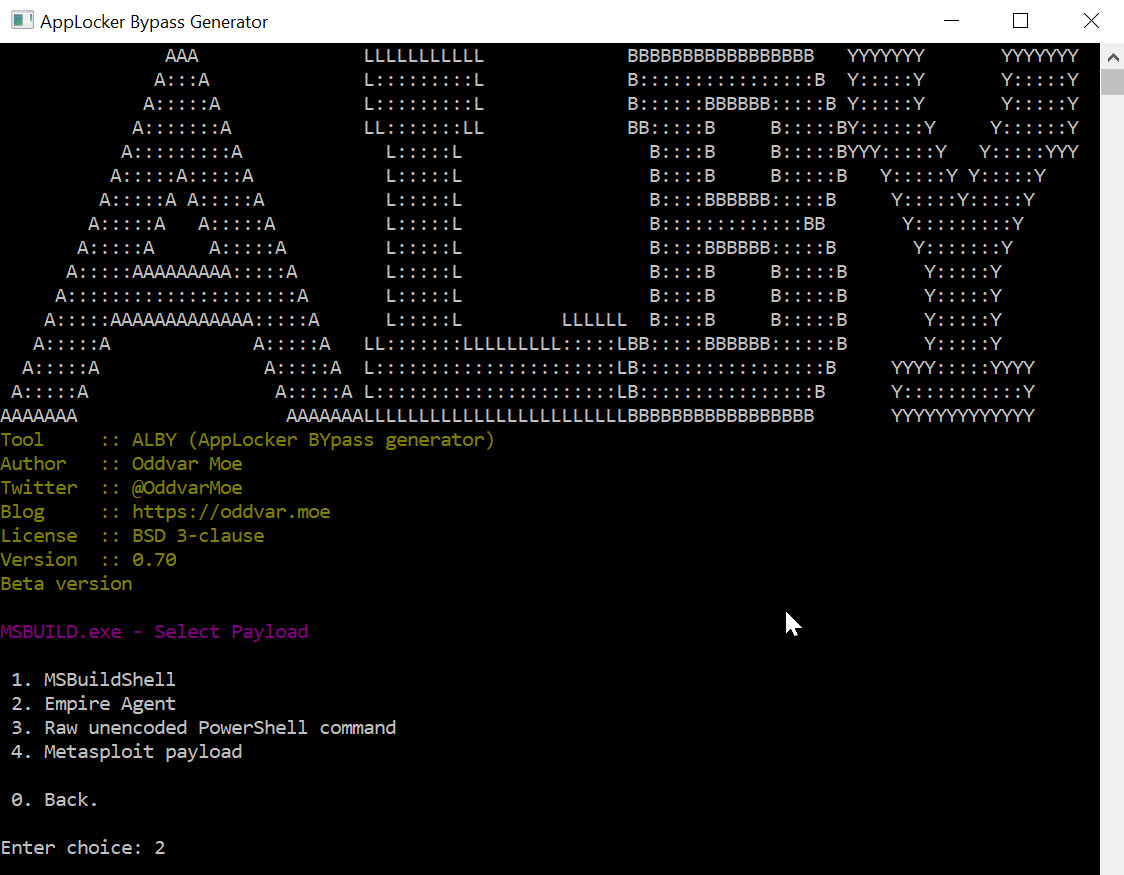 AppLocker Bypass Generator
                AAA               LLLLLLLLLLL             BBBBBBBBBBBBBBBBB   YYYYYYY       YYYYYYY
               A:::A              L:::::::::L             B::::::::::::::::B  Y:::::Y       Y:::::Y
              A:::::A             L:::::::::L             B::::::BBBBBB:::::B Y:::::Y       Y:::::Y
             A:::::::A            LL:::::::LL             BB:::::B     B:::::BY::::::Y     Y::::::Y
            A:::::::::A             L:::::L                 B::::B     B:::::BYYY:::::Y   Y:::::YYY
           A:::::A:::::A            L:::::L                 B::::B     B:::::B   Y:::::Y Y:::::Y
          A:::::A A:::::A           L:::::L                 B::::BBBBBB:::::B     Y:::::Y:::::Y
         A:::::A   A:::::A          L:::::L                 B:::::::::::::BB       Y:::::::::Y
        A:::::A     A:::::A         L:::::L                 B::::BBBBBB:::::B       Y:::::::Y
       A:::::AAAAAAAAA:::::A        L:::::L                 B::::B     B:::::B       Y:::::Y
      A:::::::::::::::::::::A       L:::::L                 B::::B     B:::::B       Y:::::Y
     A:::::AAAAAAAAAAAAA:::::A      L:::::L         LLLLLL  B::::B     B:::::B       Y:::::Y
    A:::::A             A:::::A   LL:::::::LLLLLLLLL:::::LBB:::::BBBBBB::::::B       Y:::::Y
   A:::::A               A:::::A  L::::::::::::::::::::::LB:::::::::::::::::B     YYYY:::::YYYY
  A:::::A                 A:::::A L::::::::::::::::::::::LB::::::::::::::::B      Y:::::::::::Y
AAAAAAA                   AAAAAAALLLLLLLLLLLLLLLLLLLLLLLLBBBBBBBBBBBBBBBBB       YYYYYYYYYYYYY
Tool     :: ALBY (AppLocker BYpass generator)
Author   :: Oddvar Moe
Twitter  :: @OddvarMoe
Blog     :: https://oddvar.moe
License  :: BSD 3-clause
Version  :: 0.70
Beta version
MSBUILD.exe - Select Payload
1. MSBuildShell
2. Empire Agent
3. Raw unencoded PowerShell command
4. Metasploit payload
0. Back.
Enter choice: 2